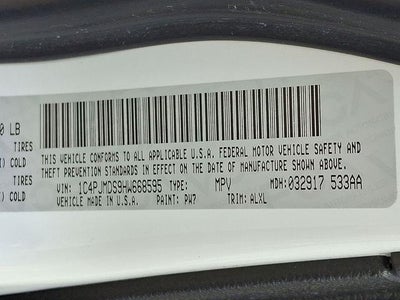 0 LB
TIRES
) COLD
THIS VEHICLE CONFORMS TO ALL APPLICABLE U.S.A. FEDERAL MOTOR VEHICLE SAFETY AND
TIRES
THEFT PREVENTION STANDARDS IN EFFECT ON THE DATE OF MANUFACTURE SHOWN ABOVE.
) COLD
VIN: 1C4PJMDS9HW668595 TYPE: MPV MDH: 032917 533AA
VEHICLE MADE IN U.S.A. PAINT: PW7 TRIM: ALXL